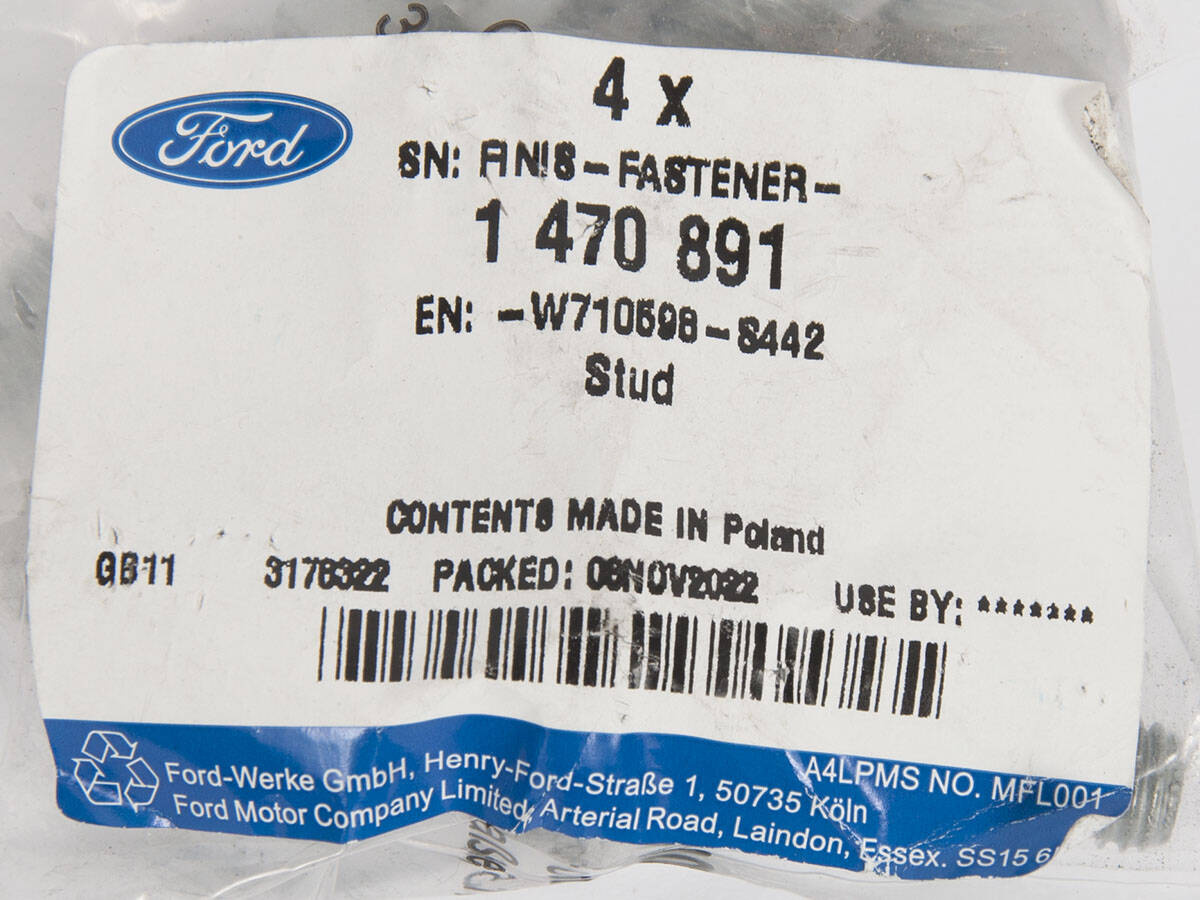 Ford
4 X
SN: FINIS-FASTENER-
1 470 891
EN: -W710598-S442
Stud
CONTENTS MADE IN Poland
GB11 3178322 PACKED: 08NOV2022 USE BY: *******
A4LPMS NO. MFL001
Ford-Werke GmbH, Henry-Ford-Straße 1, 50735 Köln
Ford Motor Company Limited, Arterial Road, Laindon, Essex. SS15